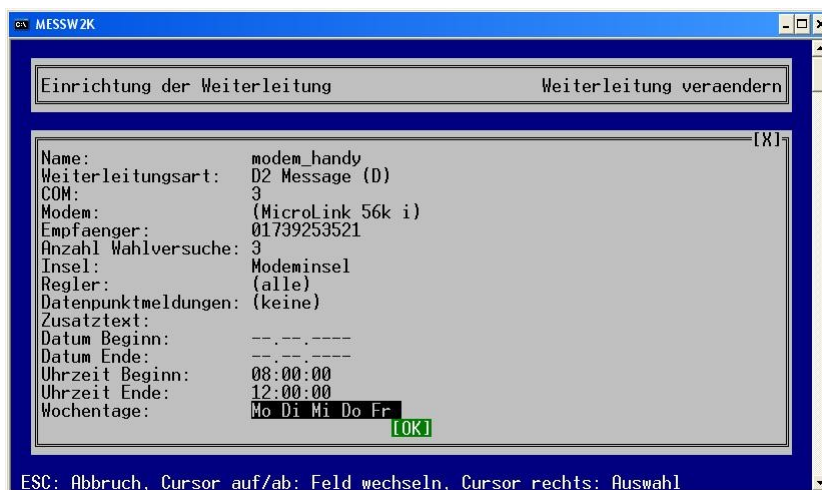 MESSW2K
Einrichtung der Weiterleitung Weiterleitung veraendern
[X]
Name: modem_handy
Weiterleitungsart: D2 Message (D)
COM: 3
Modem: (MicroLink 56k i)
Empfaenger: 01739253521
Anzahl Wahlversuche: 3
Insel: Modeminsel
Regler: (alle)
Datenpunktmeldungen: (keine)
Zusatztext:
Datum Beginn: --.--.----
Datum Ende: --.--.----
Uhrzeit Beginn: 08:00:00
Uhrzeit Ende: 12:00:00
Wochentage: Mo Di Mi Do Fr
[OK]
ESC: Abbruch, Cursor auf/ab: Feld wechseln, Cursor rechts: Auswahl